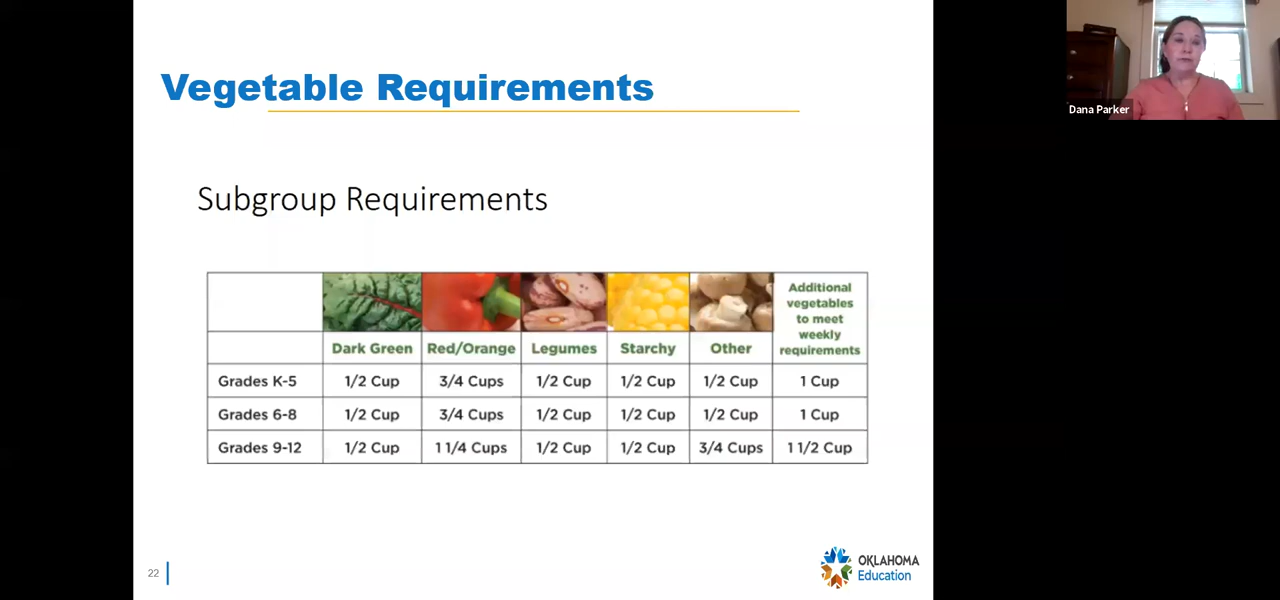 Vegetable Requirements
Dana Parker
Subgroup Requirements
Additional
vegetables
to meet
weekly
requirements
Dark Green Red/Orange Legumes Starchy Other
Grades K-5 1/2 Cup 3/4 Cups 1/2 Cup 1/2 Cup 1/2 Cup 1 Cup
Grades 6-8 1/2 Cup 3/4 Cups 1/2 Cup 1/2 Cup 1/2 Cup 1 Cup
Grades 9-12 1/2 Cup 1 1/4 Cups 1/2 Cup 1/2 Cup 3/4 Cups 1 1/2 Cup
22
OKLAHOMA
Education